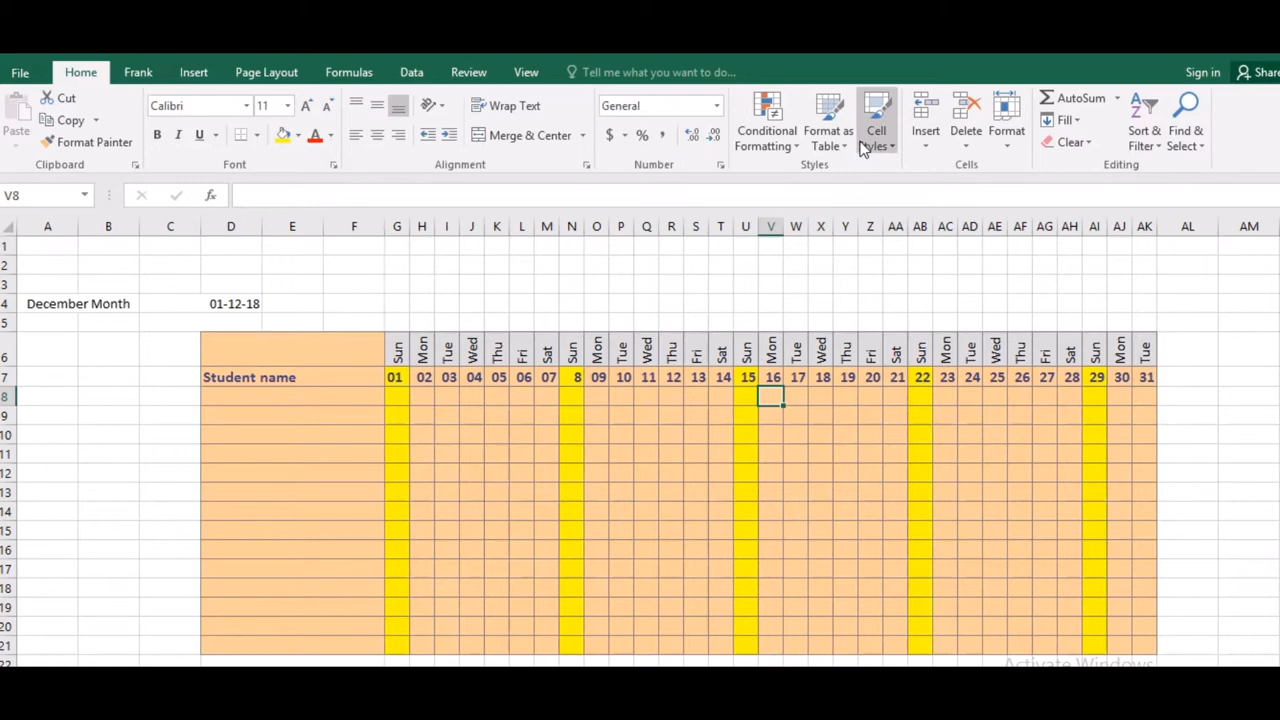 File Home Frank Insert Page Layout Formulas Data Review View Tell me what you want to do... Sign in Share
Paste
Cut
Copy
Format Painter
Clipboard
Calibri 11 A A
B I U A
Font
Wrap Text
Merge & Center
Alignment
General
$ % , .0 .00 .00 .0
Number
Conditional Formatting
Format as Table
Cell Styles
Styles
Insert
Delete
Format
Cells
AutoSum
Fill
Clear
Sort & Filter
Find & Select
Editing
V8 fx
A B C D E F G H I J K L M N O P Q R S T U V W X Y Z AA AB AC AD AE AF AG AH AI AJ AK AL AM
1
2
3
4 December Month 01-12-18
5
6 Sun Mon Tue Wed Thu Fri Sat Sun Mon Tue Wed Thu Fri Sat Sun Mon Tue Wed Thu Fri Sat Sun Mon Tue Wed Thu Fri Sat Sun Mon Tue
7 Student name 01 02 03 04 05 06 07 8 09 10 11 12 13 14 15 16 17 18 19 20 21 22 23 24 25 26 27 28 29 30 31
8
9
10
11
12
13
14
15
16
17
18
19
20
21
22
Activate Windows